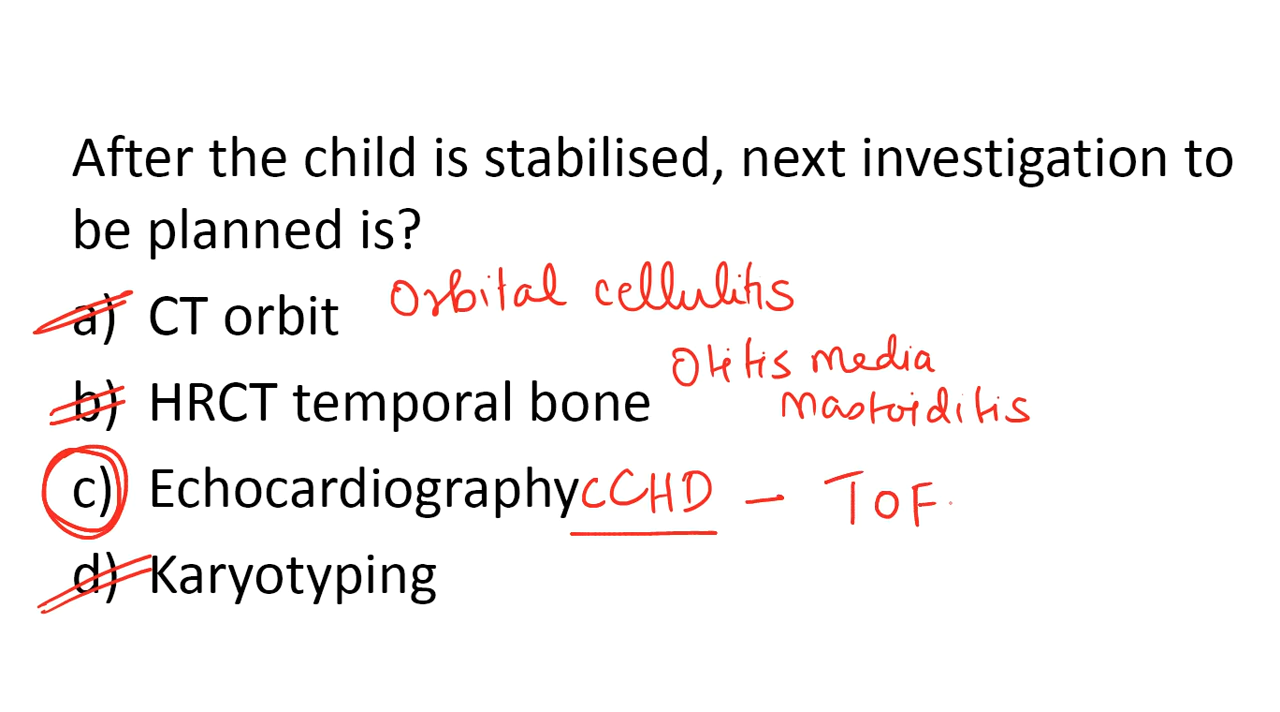 After the child is stabilised, next investigation to
be planned is?
a) CT orbit Orbital cellulitis
b) HRCT temporal bone Otitis media
Mastoiditis
c) Echocardiography cCHD - ToF
d) Karyotyping